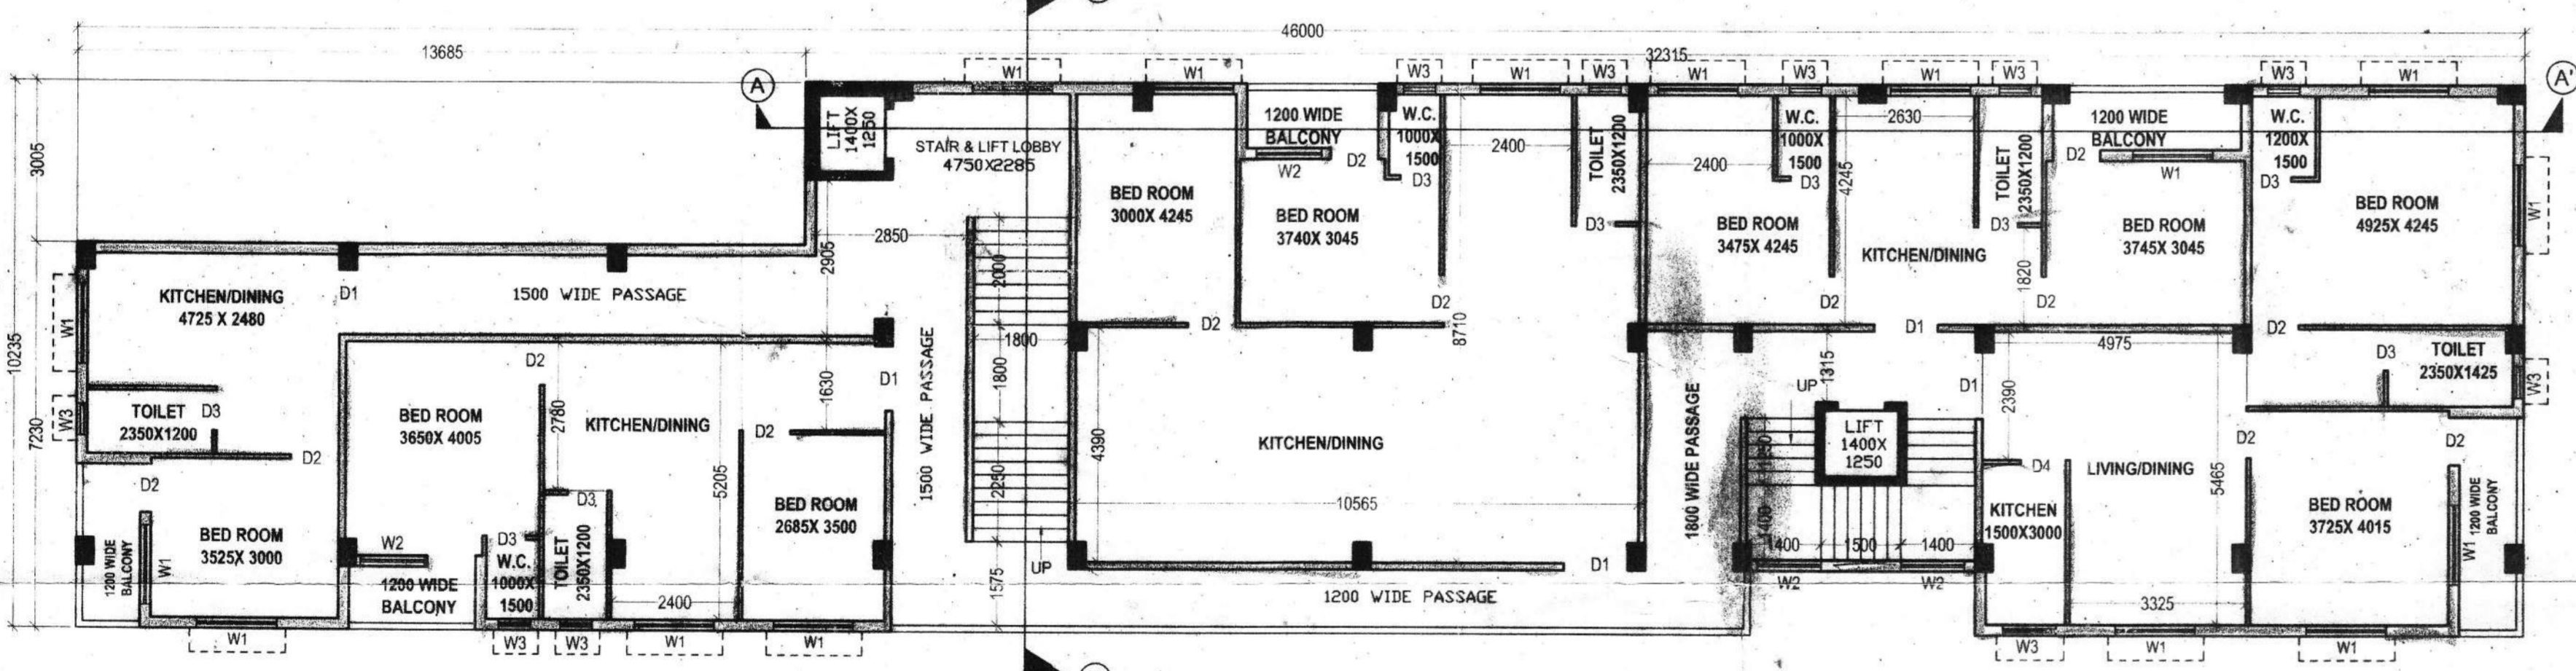 46000
13685
32315
W1
W1
W3
W1
W3
W1
W3
W1
W3
W3
W1
A
A'
3005
10235
7230
LIFT
1400X
1250
STAIR & LIFT LOBBY
4750X2285
BED ROOM
3000X 4245
1200 WIDE
BALCONY
W2
D2
W.C.
1000X
1500
D3
BED ROOM
3740X 3045
2400
TOILET
2350X1200
D3
2400
W.C.
1000X
1500
D3
BED ROOM
3475X 4245
4245
2630
TOILET
2350X1200
D3
KITCHEN/DINING
1820
1200 WIDE
BALCONY
D2
W1
BED ROOM
3745X 3045
W.C.
1200X
1500
D3
BED ROOM
4925X 4245
W1
2850
2905
2000
1800
1800
2250
KITCHEN/DINING
4725 X 2480
D1
1500 WIDE PASSAGE
W1
W3
TOILET
2350X1200
D3
D2
D2
BED ROOM
3525X 3000
1200 WIDE
BALCONY
W1
W1
D2
BED ROOM
3650X 4005
W2
1200 WIDE
BALCONY
D3
W.C.
1000X
1500
W3
2780
D3
TOILET
2350X1200
W3
KITCHEN/DINING
5205
2400
W1
1630
D2
D1
BED ROOM
2685X 3500
W1
1500 WIDE PASSAGE
UP
1575
D2
D2
8710
4390
KITCHEN/DINING
10565
D1
1200 WIDE PASSAGE
1800 WIDE PASSAGE
D2
D1
D2
1315
UP
LIFT
1400X
1250
1250
1400
1400
1500
1400
W2
W2
D1
4975
2390
D4
KITCHEN
1500X3000
W3
LIVING/DINING
5465
3325
W1
D2
D3
TOILET
2350X1425
W3
D2
D2
BED ROOM
3725X 4015
W1
W1
1200 WIDE
BALCONY